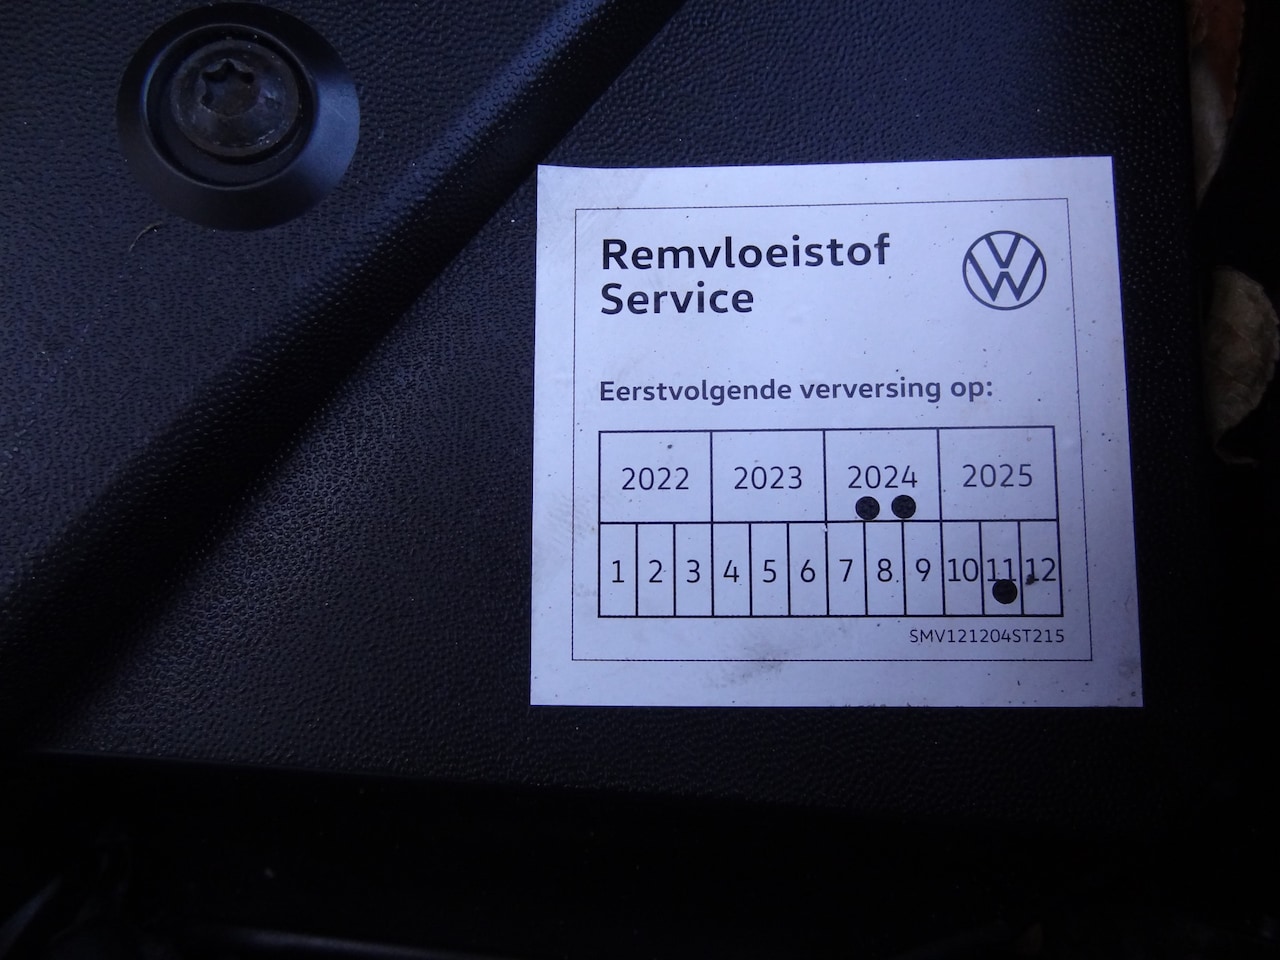 Remvloeistof
Service
Eerstvolgende verversing op:
2022 2023 2024 2025
1 2 3 4 5 6 7 8 9 10 11 12
SMV121204ST215